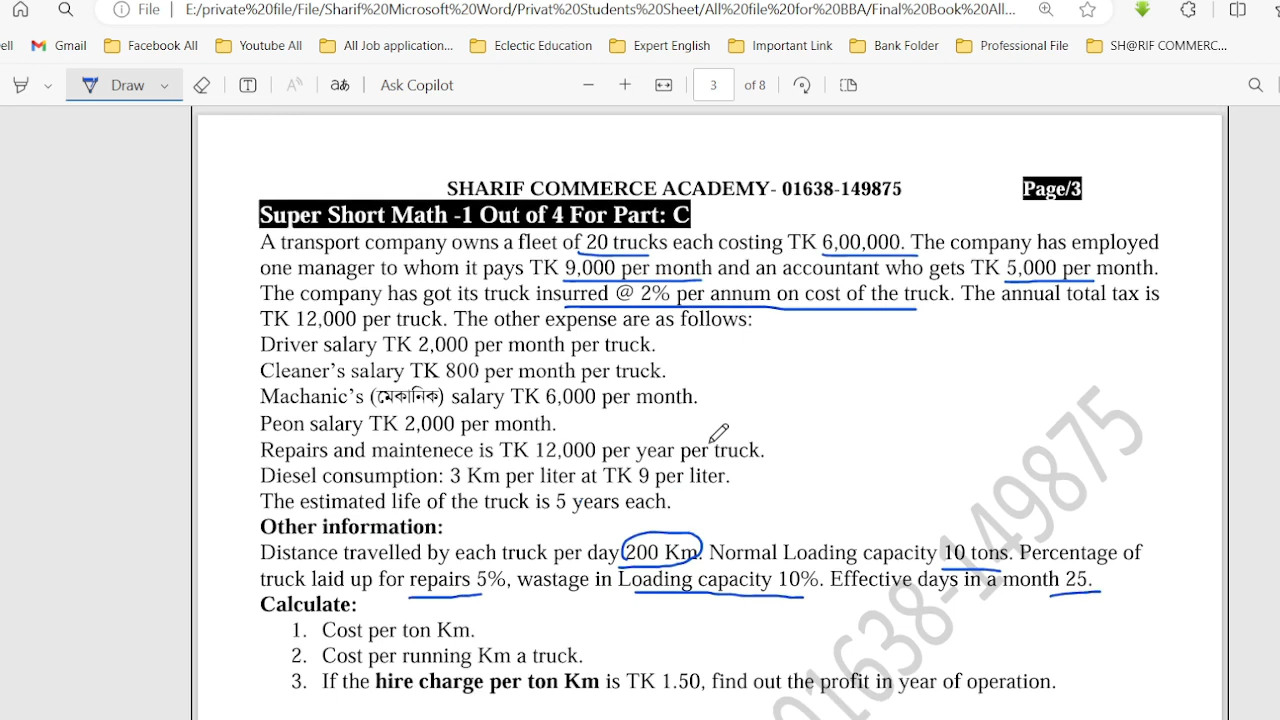 File E:/private%20file/File/Sharif%20Microsoft%20Word/Privat%20Students%20Sheet/All%20file%20for%20BBA/Final%20Book%20All...
ell Gmail Facebook All Youtube All All Job application... Eclectic Education Expert English Important Link Bank Folder Professional File SH@RIF COMMERC...
Draw T A aあ Ask Copilot 3 of 8
SHARIF COMMERCE ACADEMY- 01638-149875 Page/3
Super Short Math -1 Out of 4 For Part: C
A transport company owns a fleet of 20 trucks each costing TK 6,00,000. The company has employed
one manager to whom it pays TK 9,000 per month and an accountant who gets TK 5,000 per month.
The company has got its truck insurred @ 2% per annum on cost of the truck. The annual total tax is
TK 12,000 per truck. The other expense are as follows:
Driver salary TK 2,000 per month per truck.
Cleaner’s salary TK 800 per month per truck.
Machanic’s (মেকানিক) salary TK 6,000 per month.
Peon salary TK 2,000 per month.
Repairs and maintenece is TK 12,000 per year per truck.
Diesel consumption: 3 Km per liter at TK 9 per liter.
The estimated life of the truck is 5 years each.
Other information:
Distance travelled by each truck per day 200 Km. Normal Loading capacity 10 tons. Percentage of
truck laid up for repairs 5%, wastage in Loading capacity 10%. Effective days in a month 25.
Calculate:
1. Cost per ton Km.
2. Cost per running Km a truck.
3. If the hire charge per ton Km is TK 1.50, find out the profit in year of operation.
01638-149875